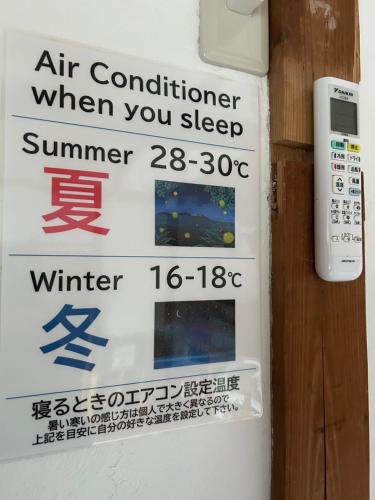 Air Conditioner
when you sleep
Summer 28-30℃
夏
Winter 16-18℃
冬
寝るときのエアコン設定温度
暑い寒いの感じ方は個人で大きく異なるので
上記を目安に自分の好きな温度を設定して下さい。
DAIKIN